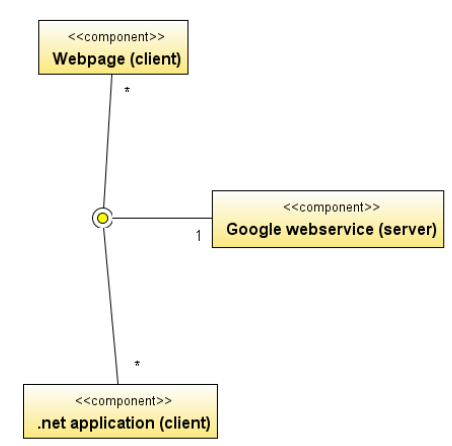 <<component>>
Webpage (client)
*
<<component>>
Google webservice (server)
1
*
<<component>>
.net application (client)